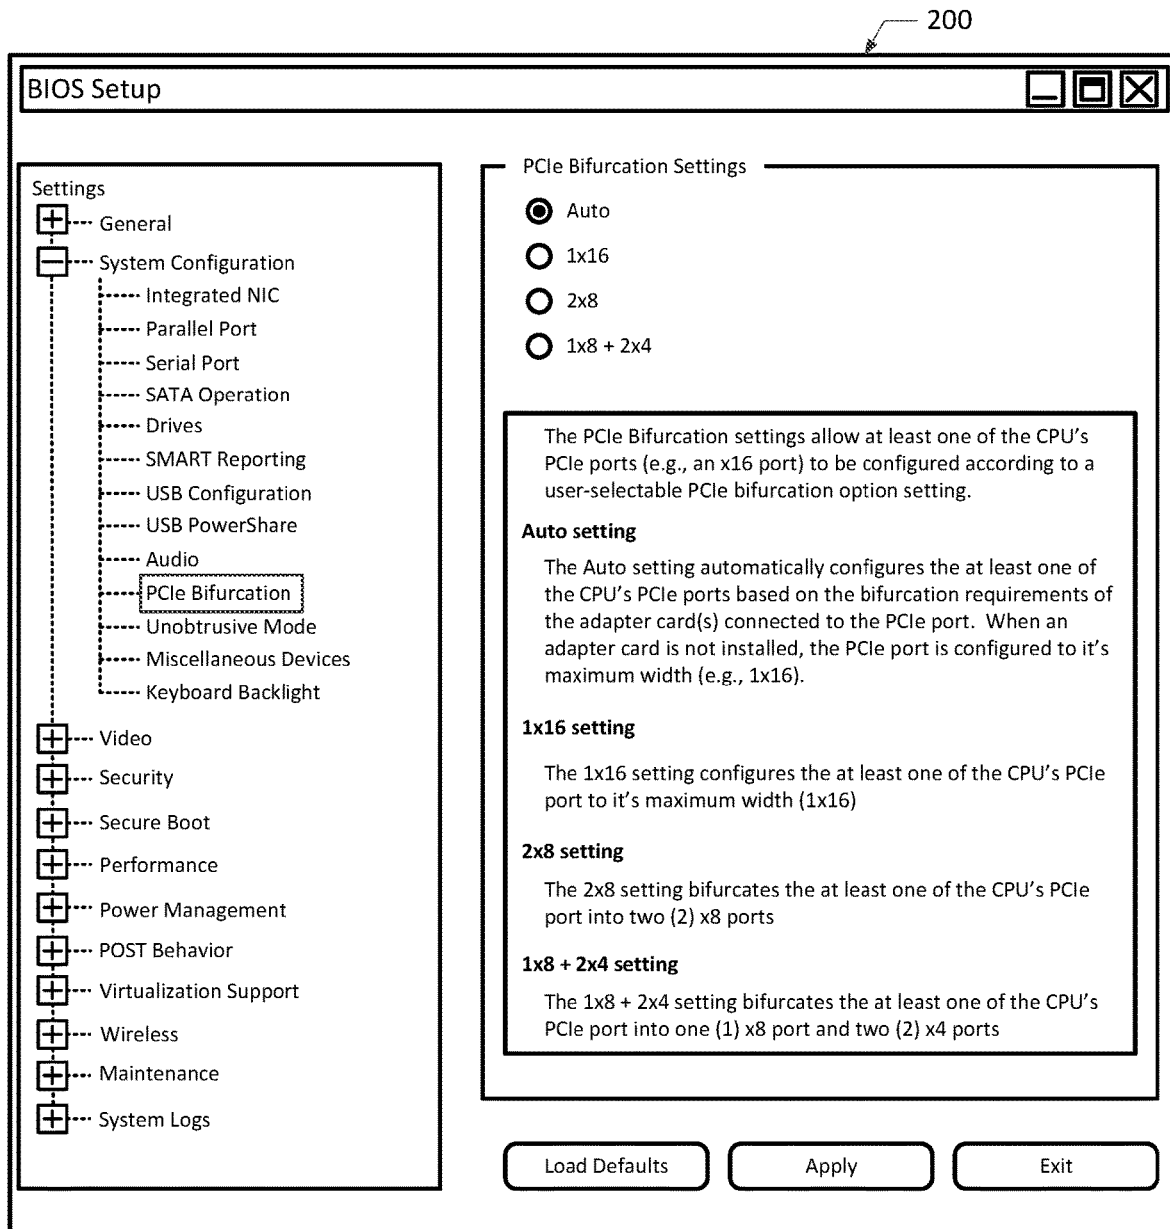 200
BIOS Setup
Settings
General
System Configuration
Integrated NIC
Parallel Port
Serial Port
SATA Operation
Drives
SMART Reporting
USB Configuration
USB PowerShare
Audio
PCIe Bifurcation
Unobtrusive Mode
Miscellaneous Devices
Keyboard Backlight
Video
Security
Secure Boot
Performance
Power Management
POST Behavior
Virtualization Support
Wireless
Maintenance
System Logs
PCIe Bifurcation Settings
Auto
1x16
2x8
1x8 + 2x4
The PCIe Bifurcation settings allow at least one of the CPU's
PCIe ports (e.g., an x16 port) to be configured according to a
user-selectable PCIe bifurcation option setting.
Auto setting
The Auto setting automatically configures the at least one of
the CPU's PCIe ports based on the bifurcation requirements of
the adapter card(s) connected to the PCIe port. When an
adapter card is not installed, the PCIe port is configured to it's
maximum width (e.g., 1x16).
1x16 setting
The 1x16 setting configures the at least one of the CPU's PCIe
port to it's maximum width (1x16)
2x8 setting
The 2x8 setting bifurcates the at least one of the CPU's PCIe
port into two (2) x8 ports
1x8 + 2x4 setting
The 1x8 + 2x4 setting bifurcates the at least one of the CPU's
PCIe port into one (1) x8 port and two (2) x4 ports
Load Defaults
Apply
Exit